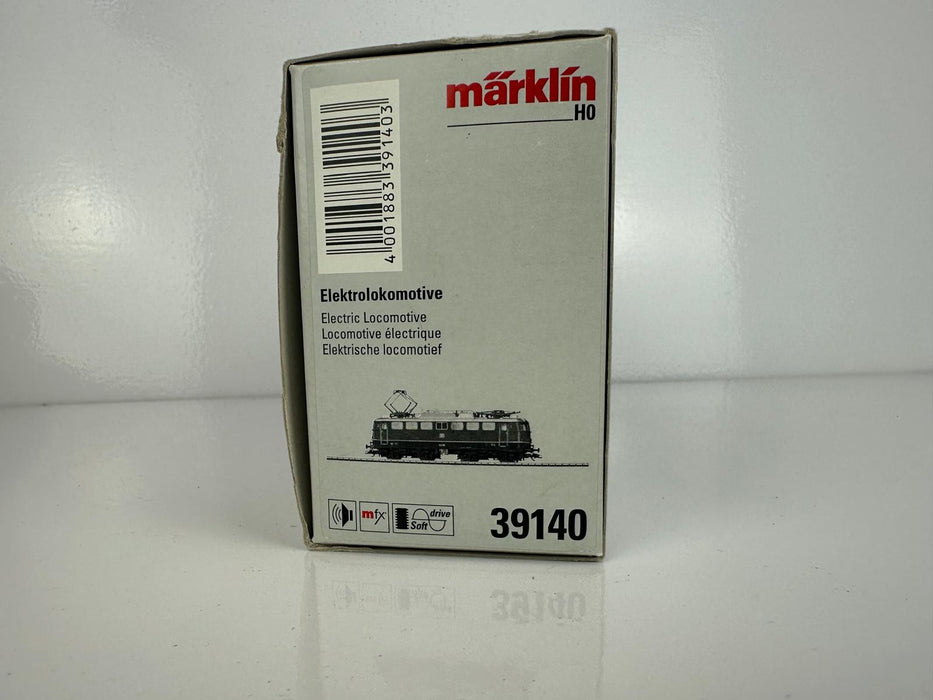 märklin
H0
4 001883 391403
Elektrolokomotive
Electric Locomotive
Locomotive électrique
Elektrische locomotief
mfx
Soft drive
39140